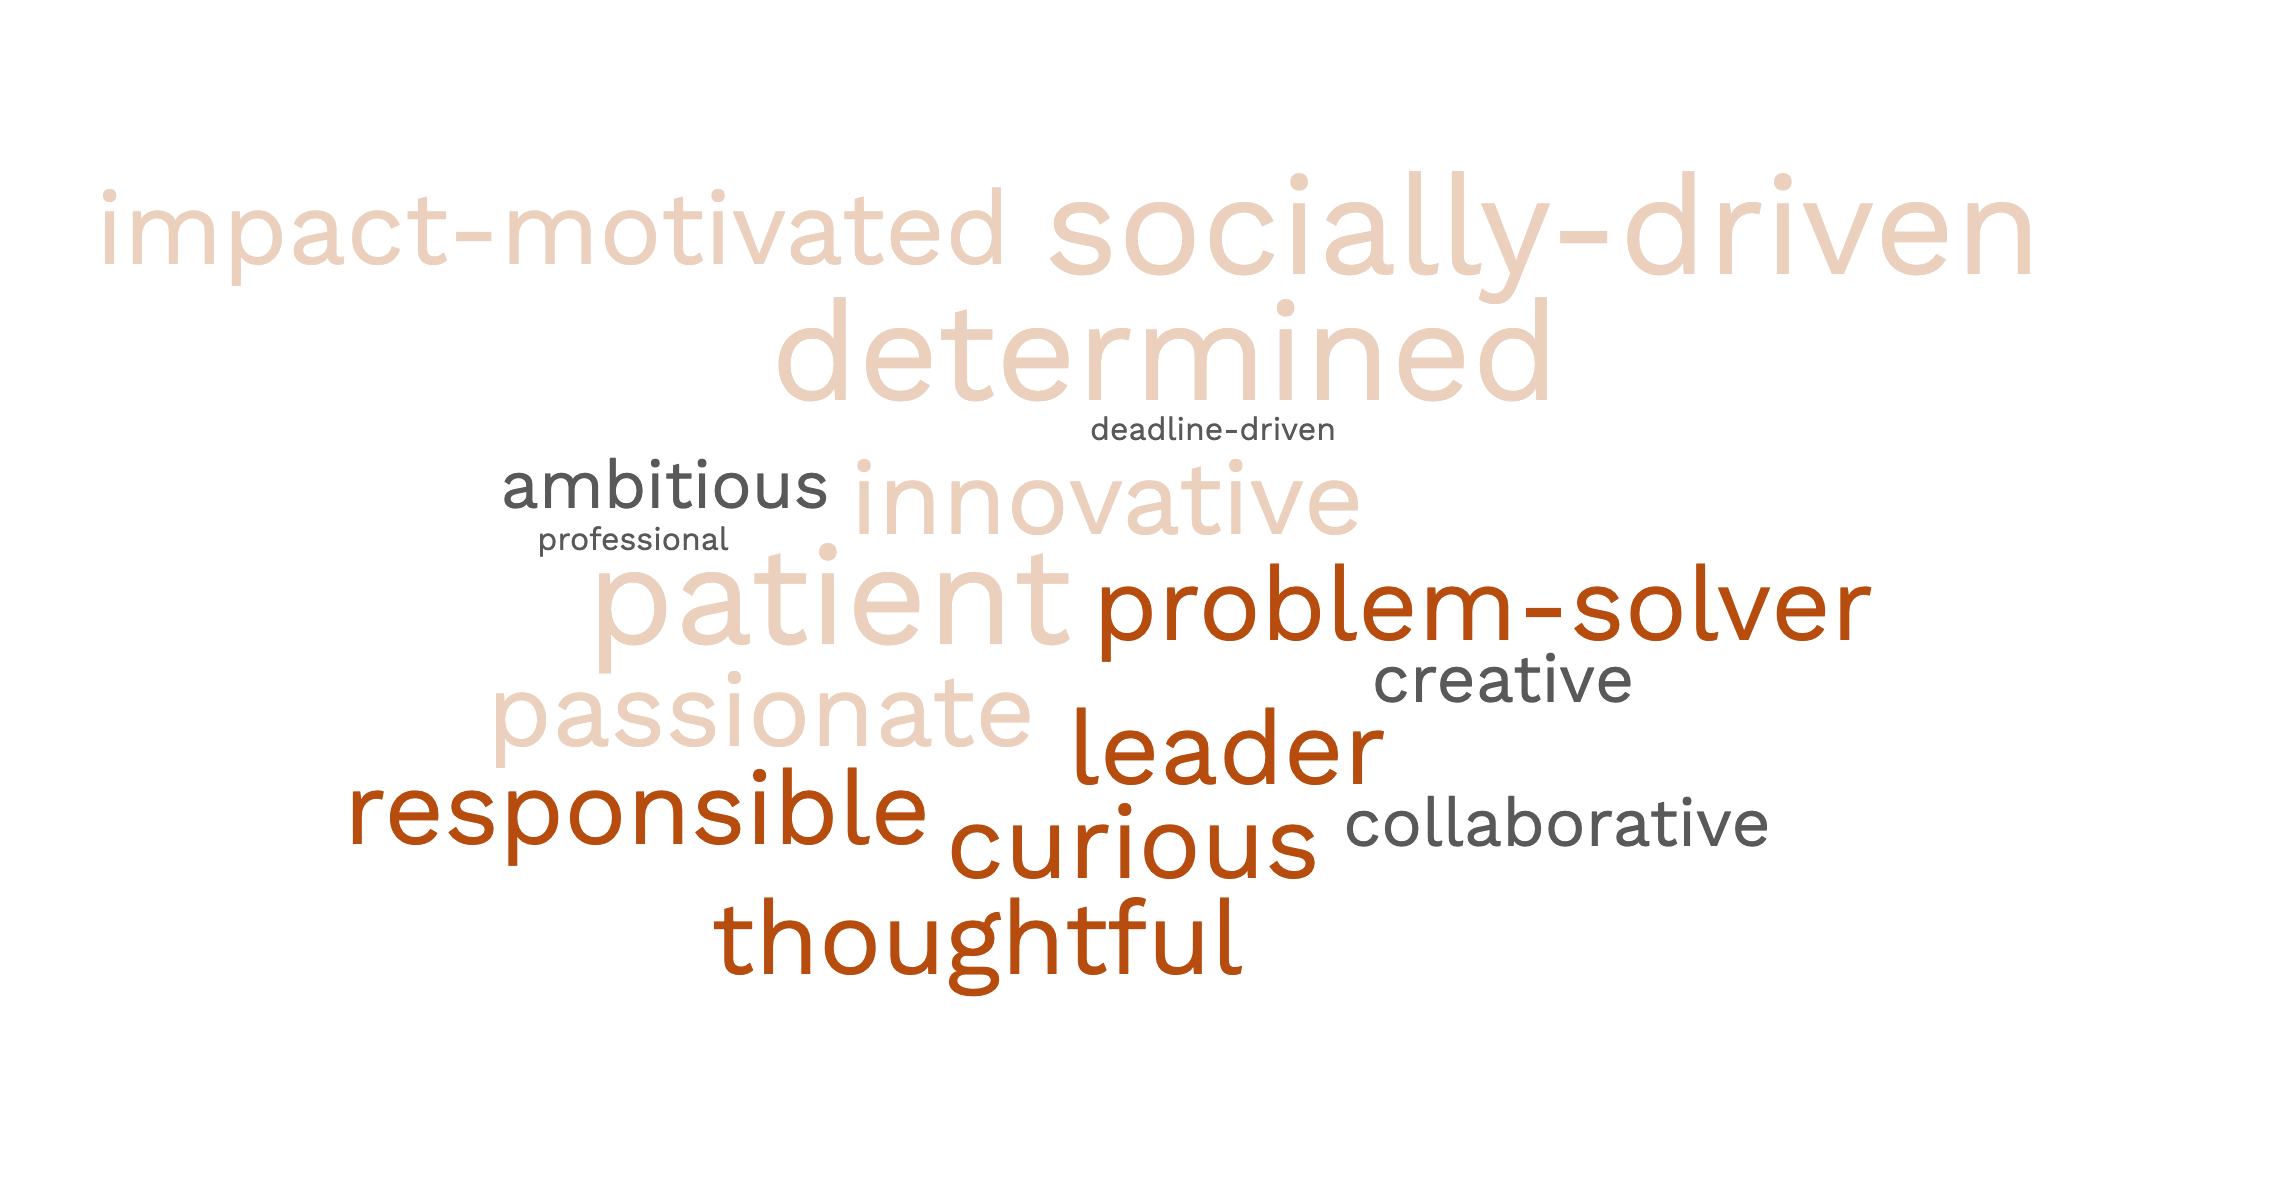 impact-motivated socially-driven
determined
deadline-driven
ambitious innovative
professional
patient problem-solver
creative
passionate leader
responsible curious collaborative
thoughtful